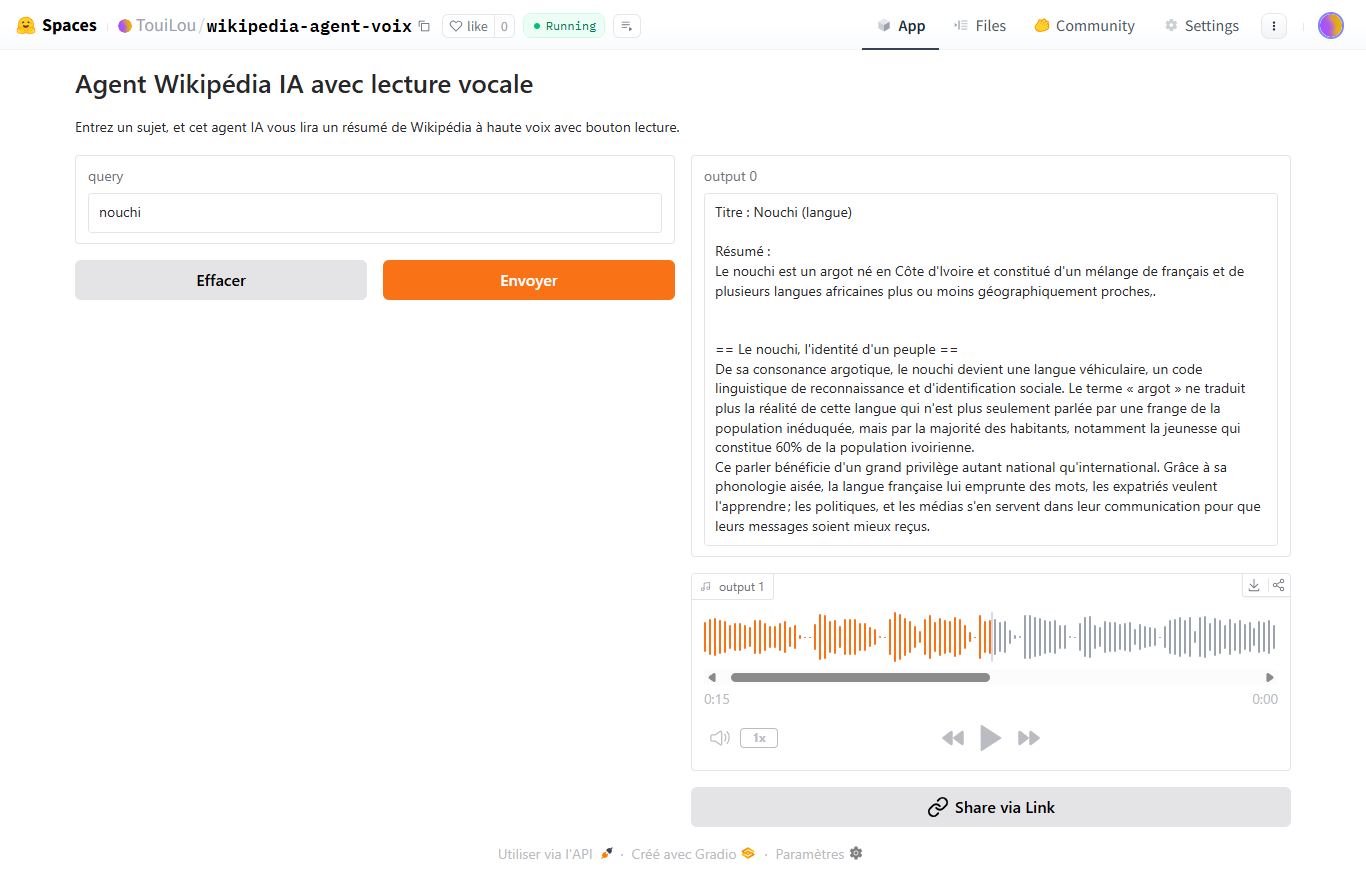 Spaces TouiLou/wikipedia-agent-voix like 0 Running App Files Community Settings
Agent Wikipédia IA avec lecture vocale
Entrez un sujet, et cet agent IA vous lira un résumé de Wikipédia à haute voix avec bouton lecture.
query
nouchi
Effacer Envoyer
output 0
Titre : Nouchi (langue)
Résumé :
Le nouchi est un argot né en Côte d'Ivoire et constitué d'un mélange de français et de
plusieurs langues africaines plus ou moins géographiquement proches,.
== Le nouchi, l'identité d'un peuple ==
De sa consonance argotique, le nouchi devient une langue véhiculaire, un code
linguistique de reconnaissance et d'identification sociale. Le terme « argot » ne traduit
plus la réalité de cette langue qui n'est plus seulement parlée par une frange de la
population inéduquée, mais par la majorité des habitants, notamment la jeunesse qui
constitue 60% de la population ivoirienne.
Ce parler bénéficie d'un grand privilège autant national qu'international. Grâce à sa
phonologie aisée, la langue française lui emprunte des mots, les expatriés veulent
l'apprendre ; les politiques, et les médias s'en servent dans leur communication pour que
leurs messages soient mieux reçus.
output 1
0:15 0:00
1x
Share via Link
Utiliser via l'API · Créé avec Gradio · Paramètres